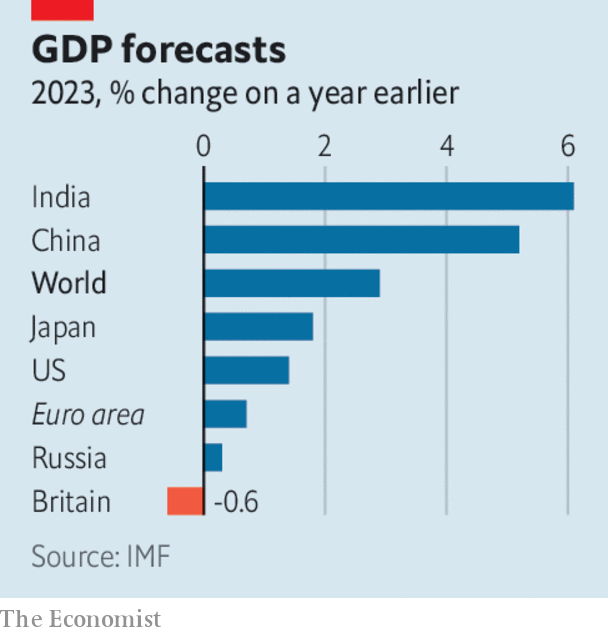 GDP forecasts
2023, % change on a year earlier
0 2 4 6
India
China
World
Japan
US
Euro area
Russia
Britain -0.6
Source: IMF
The Economist